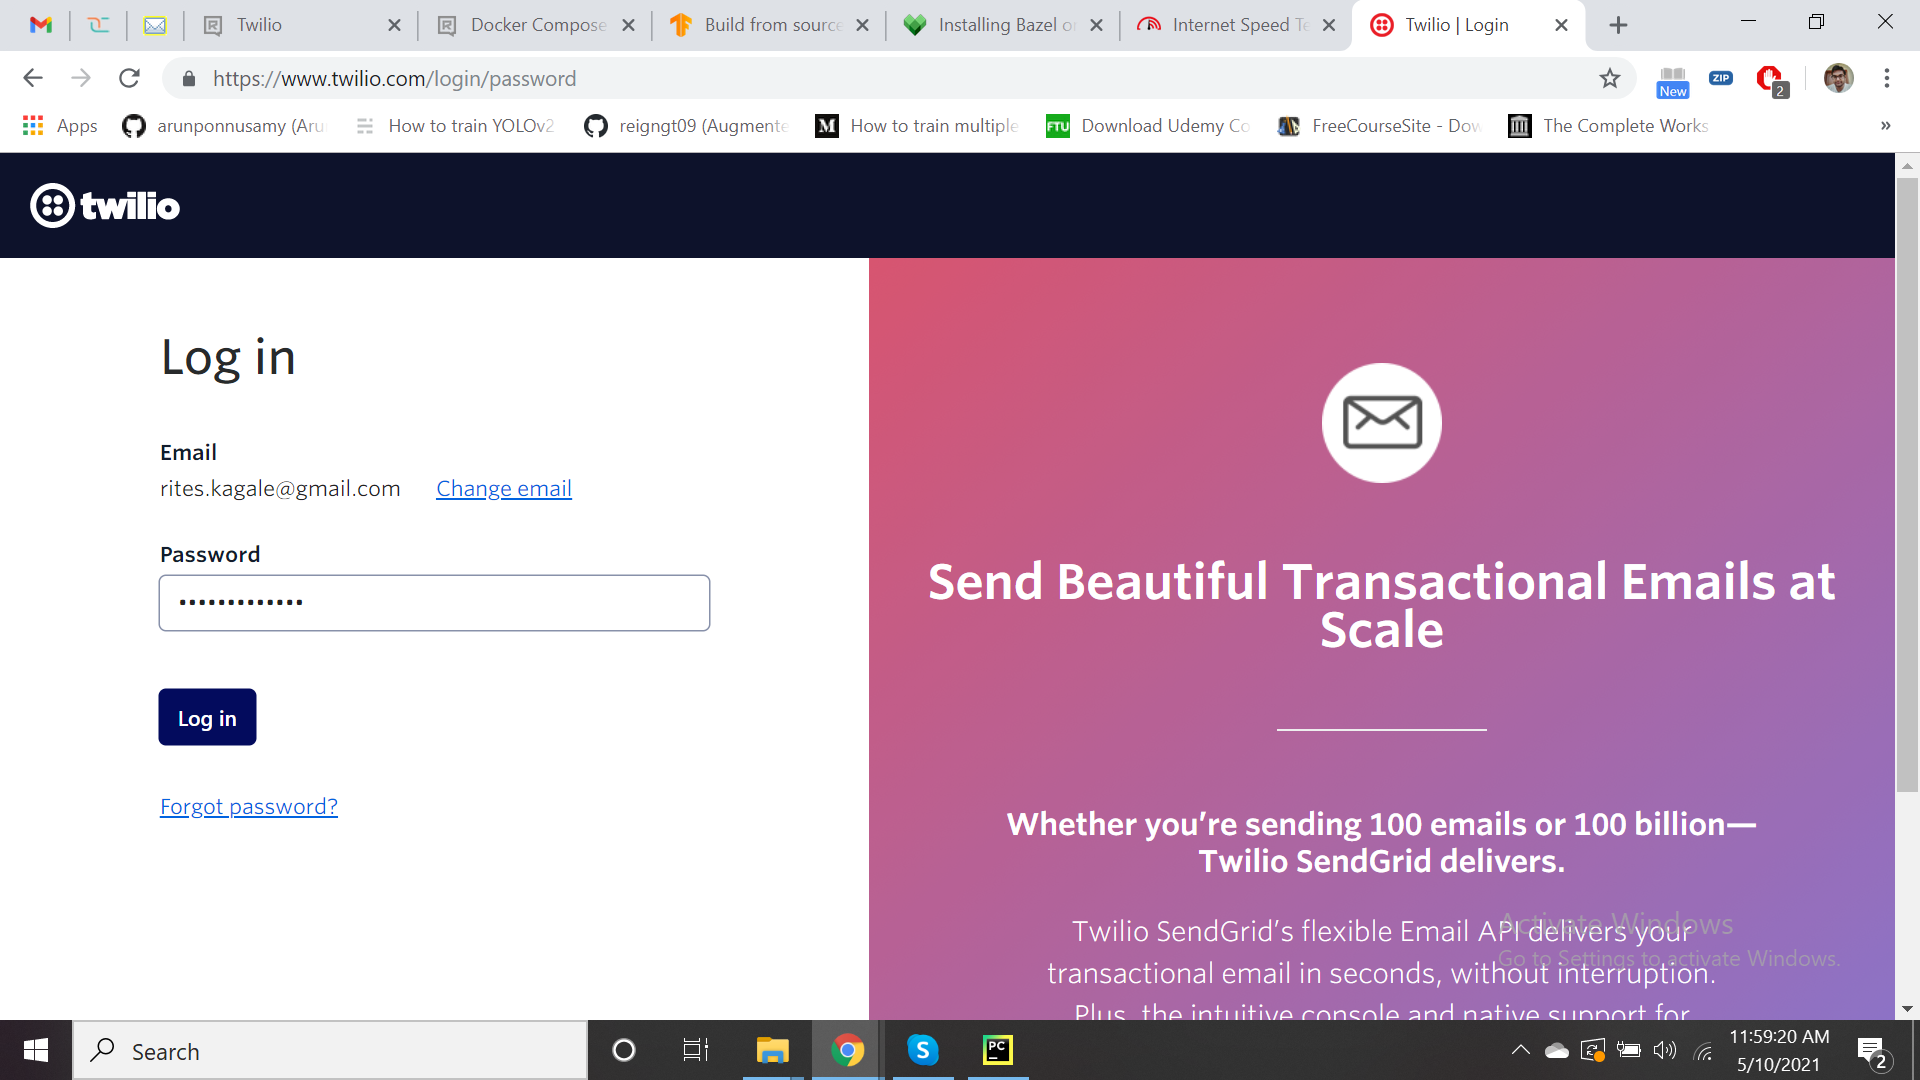 Twilio
Docker Compose
Build from source
Installing Bazel o
Internet Speed Te
Twilio | Login
https://www.twilio.com/login/password
New
ZIP
2
Apps
arunponnusamy (Aru
How to train YOLOv2
reigngt09 (Augmente
M
How to train multiple
FTU
Download Udemy Co
FreeCourseSite - Dow
The Complete Works
»
twilio
Log in
Email
rites.kagale@gmail.com
Change email
Password
Log in
Forgot password?
Send Beautiful Transactional Emails at
Scale
Whether you're sending 100 emails or 100 billion—
Twilio SendGrid delivers.
Twilio SendGrid's flexible Email API delivers your
transactional email in seconds, without interruption.
Plus, the intuitive console and native support for
Activate Windows
Go to Settings to activate Windows.
Search
S
PC
11:59:20 AM
5/10/2021
2